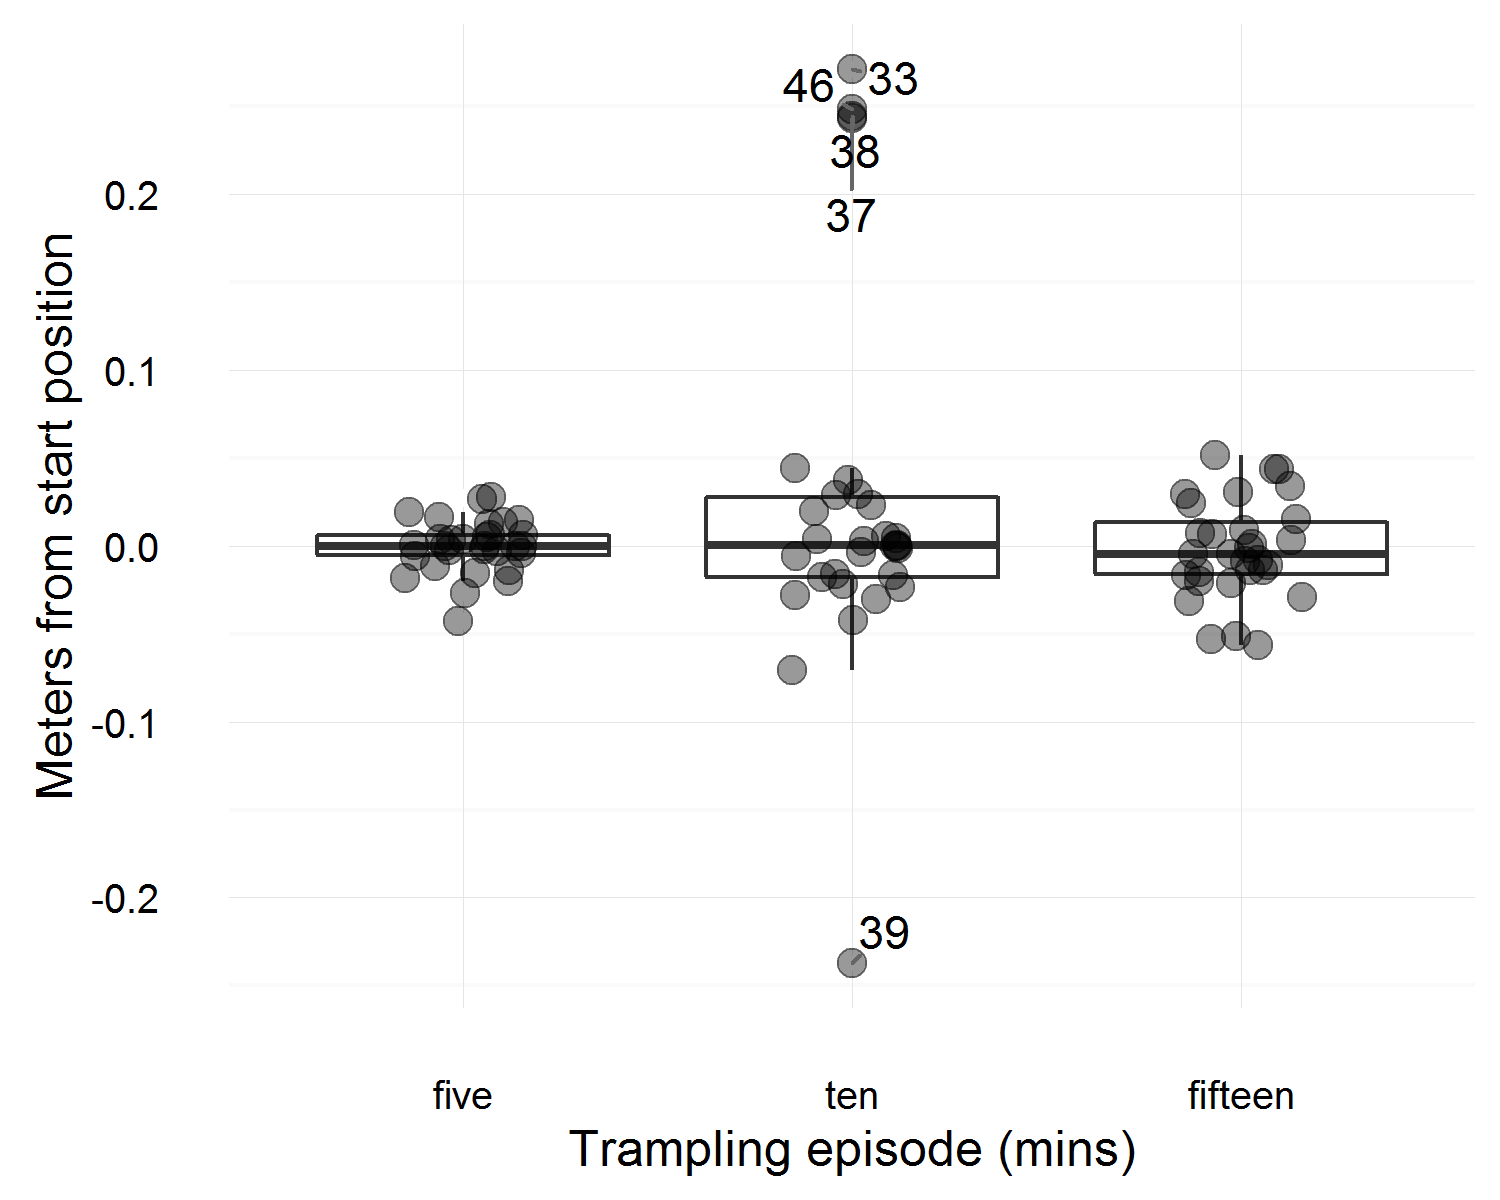 Meters from start position
0.2
0.1
0.0
-0.1
-0.2
46
33
38
37
39
five
ten
fifteen
Trampling episode (mins)